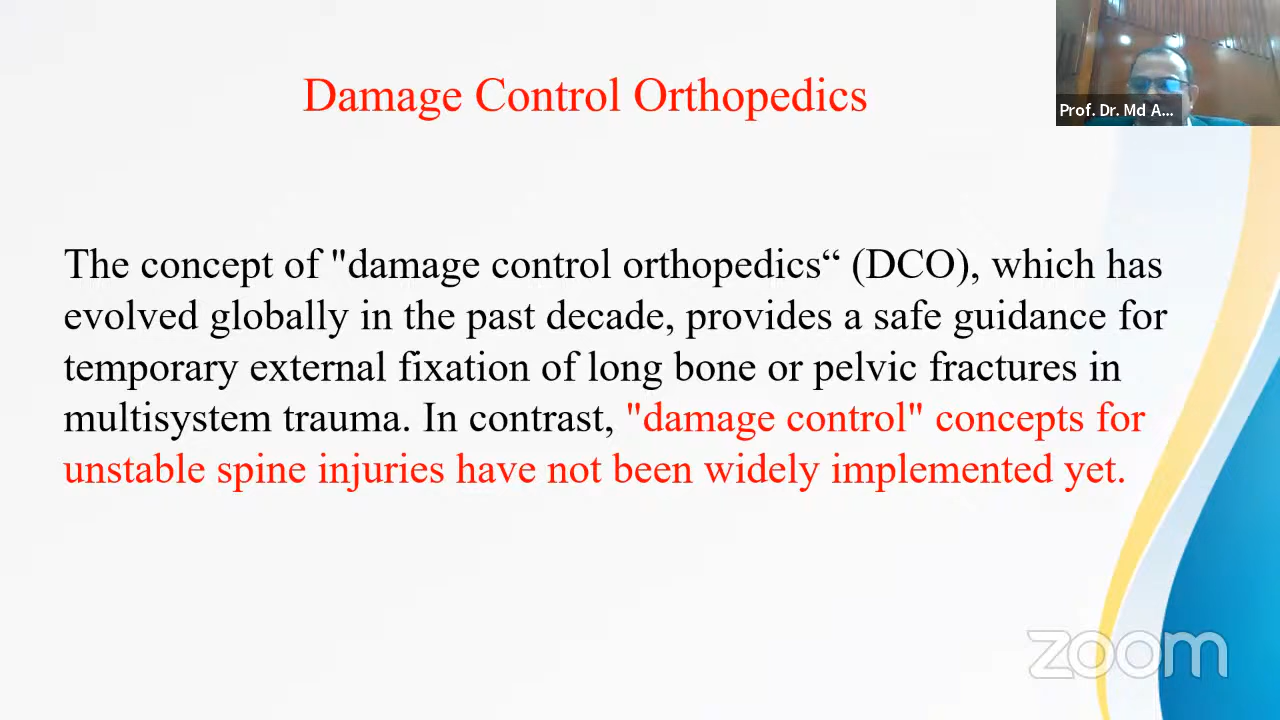 Damage Control Orthopedics
Prof. Dr. Md A...
The concept of "damage control orthopedics“ (DCO), which has
evolved globally in the past decade, provides a safe guidance for
temporary external fixation of long bone or pelvic fractures in
multisystem trauma. In contrast, "damage control" concepts for
unstable spine injuries have not been widely implemented yet.
zoom